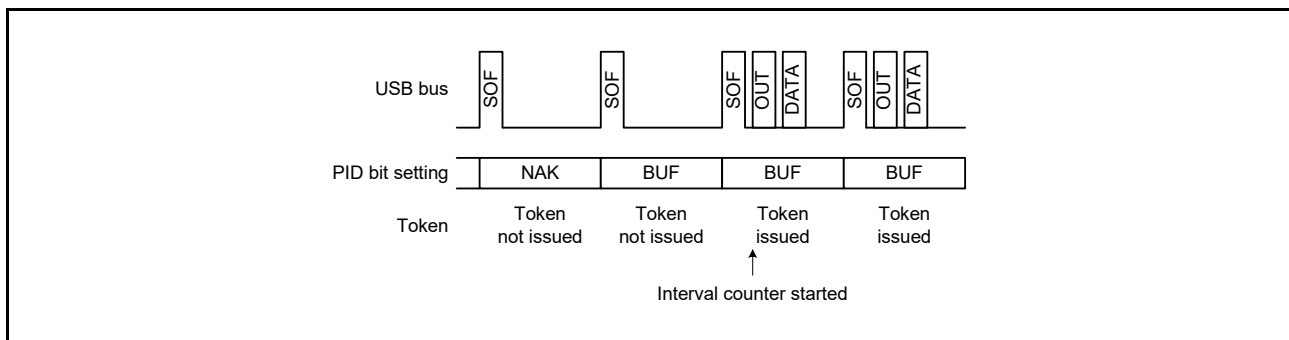 USB bus
SOF
SOF
SOF
OUT
DATA
SOF
OUT
DATA
PID bit setting
NAK
BUF
BUF
BUF
Token
Token
not issued
Token
not issued
Token
issued
Token
issued
Interval counter started